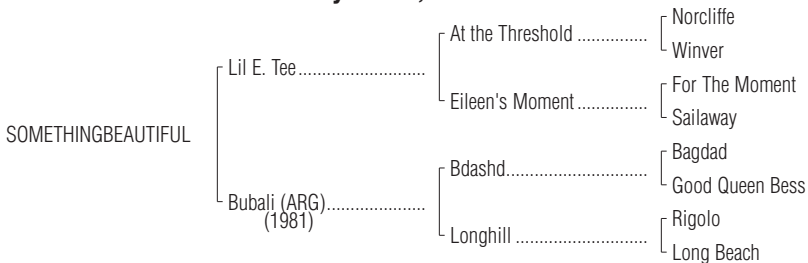 Norcliffe
At the Threshold ...............
Winver
Lil E. Tee...........................
For The Moment
Eileen's Moment ...............
Sailaway
SOMETHINGBEAUTIFUL
Bagdad
Bdashd..............................
Good Queen Bess
Bubali (ARG).....................
(1981)
Rigolo
Longhill ............................
Long Beach